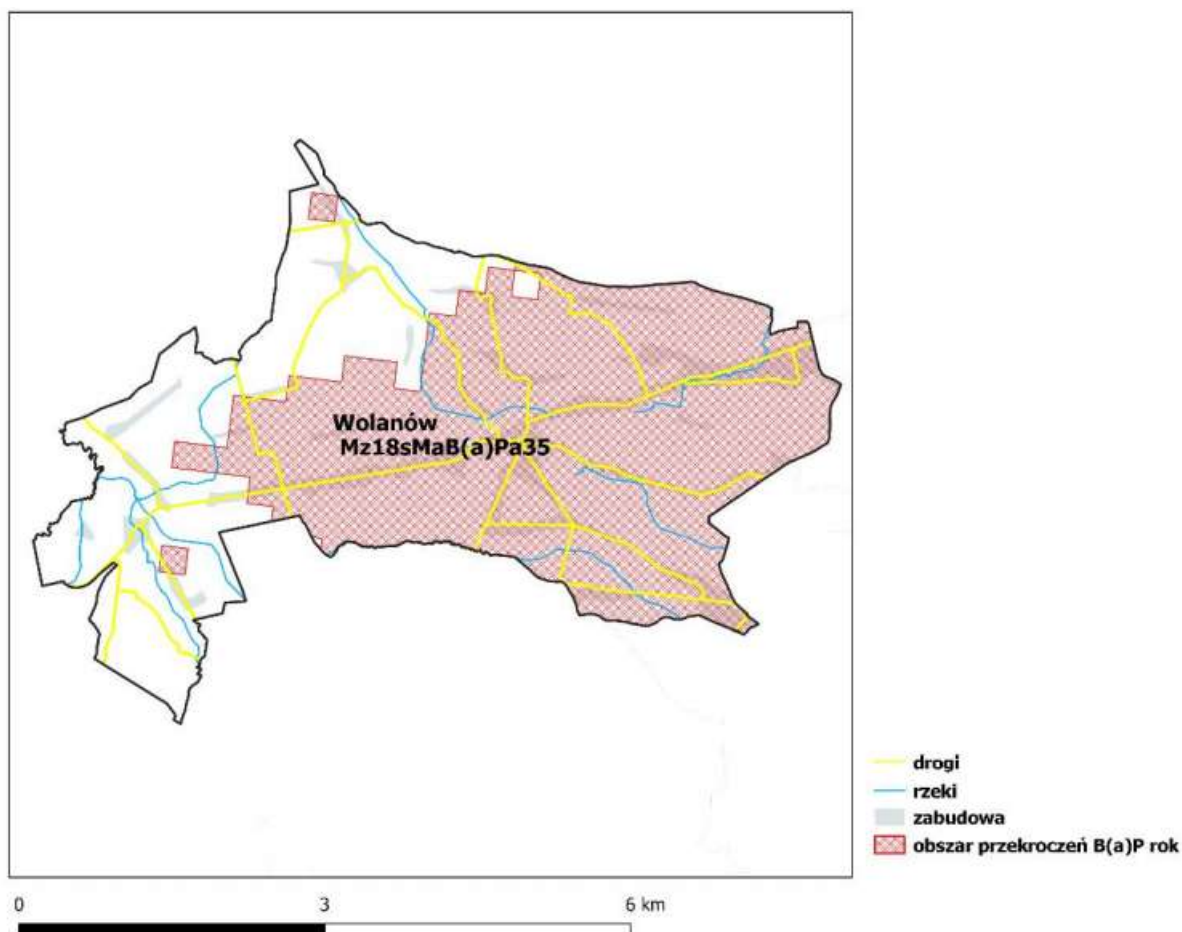 Wolanów
Mz18sMaB(a)Pa35
drogi
rzeki
zabudowa
obszar przekroczeń B(a)P rok
0 3 6 km